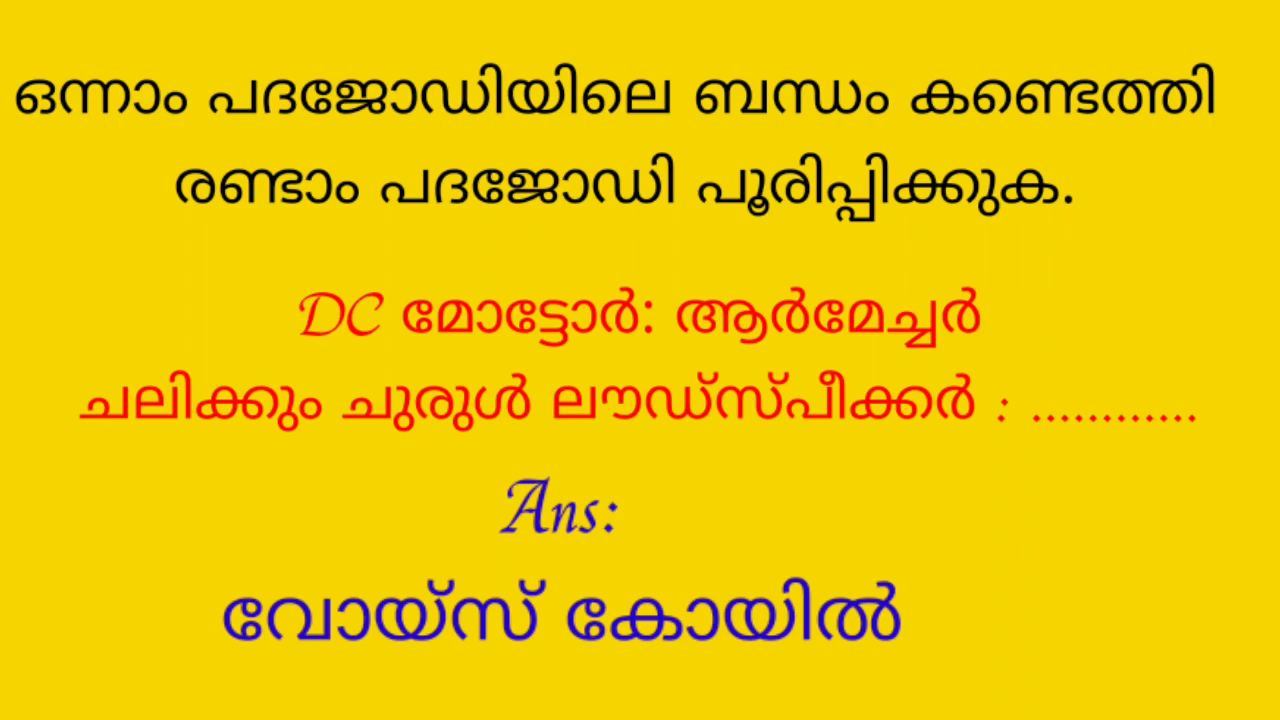 ഒന്നാം പദജോഡിയിലെ ബന്ധം കണ്ടെത്തി
രണ്ടാം പദജോഡി പൂരിപ്പിക്കുക.
DC മോട്ടോർ: ആർമേച്ചർ
ചലിക്കും ചുരുൾ ലൗഡ്സ്പീക്കർ : ............
Ans:
വോയ്സ് കോയിൽ